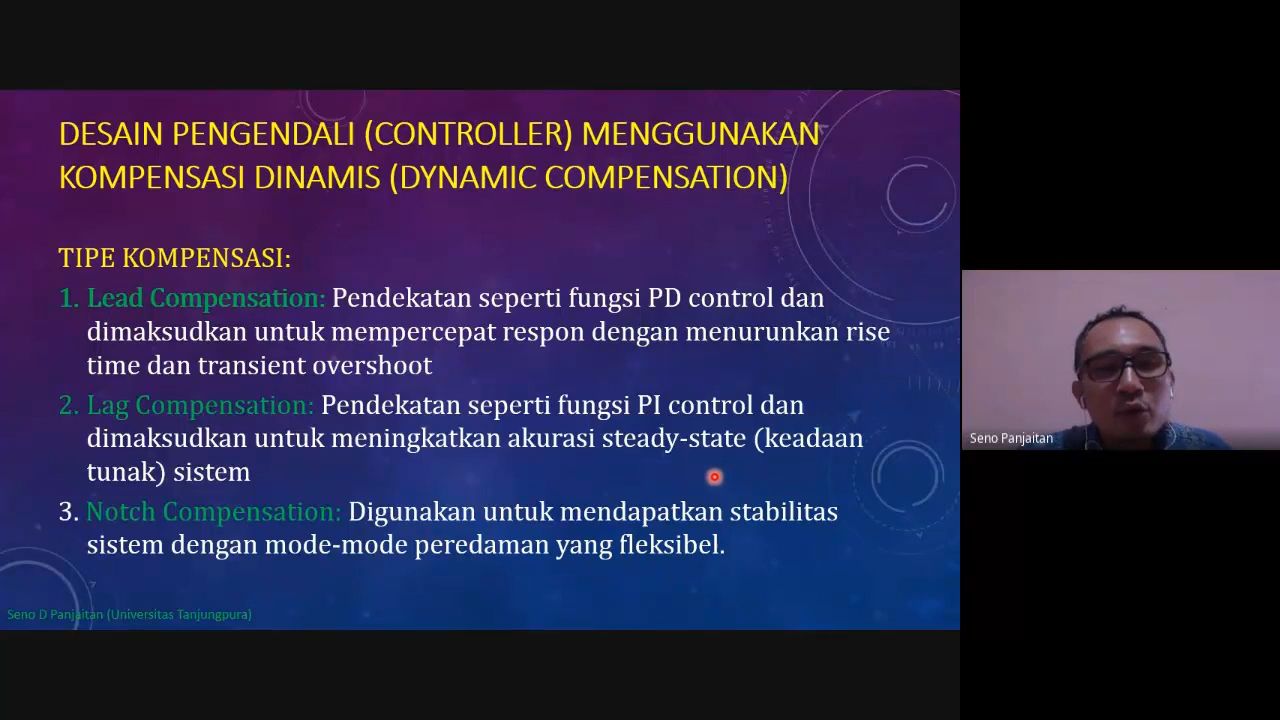 DESAIN PENGENDALI (CONTROLLER) MENGGUNAKAN
KOMPENSASI DINAMIS (DYNAMIC COMPENSATION)
TIPE KOMPENSASI:
1. Lead Compensation: Pendekatan seperti fungsi PD control dan
dimaksudkan untuk mempercepat respon dengan menurunkan rise
time dan transient overshoot
2. Lag Compensation: Pendekatan seperti fungsi PI control dan
dimaksudkan untuk meningkatkan akurasi steady-state (keadaan
tunak) sistem
3. Notch Compensation: Digunakan untuk mendapatkan stabilitas
sistem dengan mode-mode peredaman yang fleksibel.
Seno D Panjaitan (Universitas Tanjungpura)
Seno Panjaitan